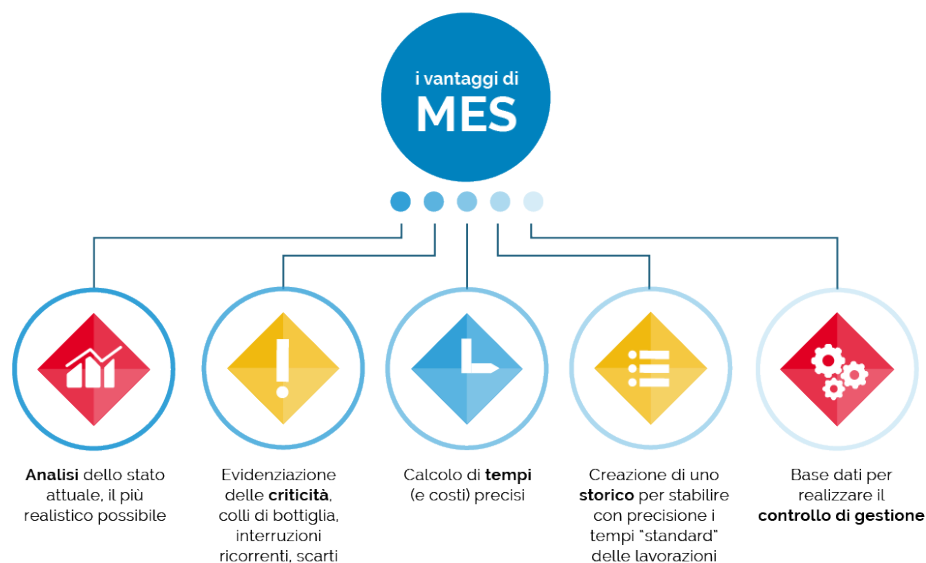 i vantaggi di
MES
Analisi dello stato
attuale, il più
realistico possibile
Evidenziazione
delle criticità,
colli di bottiglia,
interruzioni
ricorrenti, scarti
Calcolo di tempi
(e costi) precisi
Creazione di uno
storico per stabilire
con precisione i
tempi "standard"
delle lavorazioni
Base dati per
realizzare il
controllo di gestione